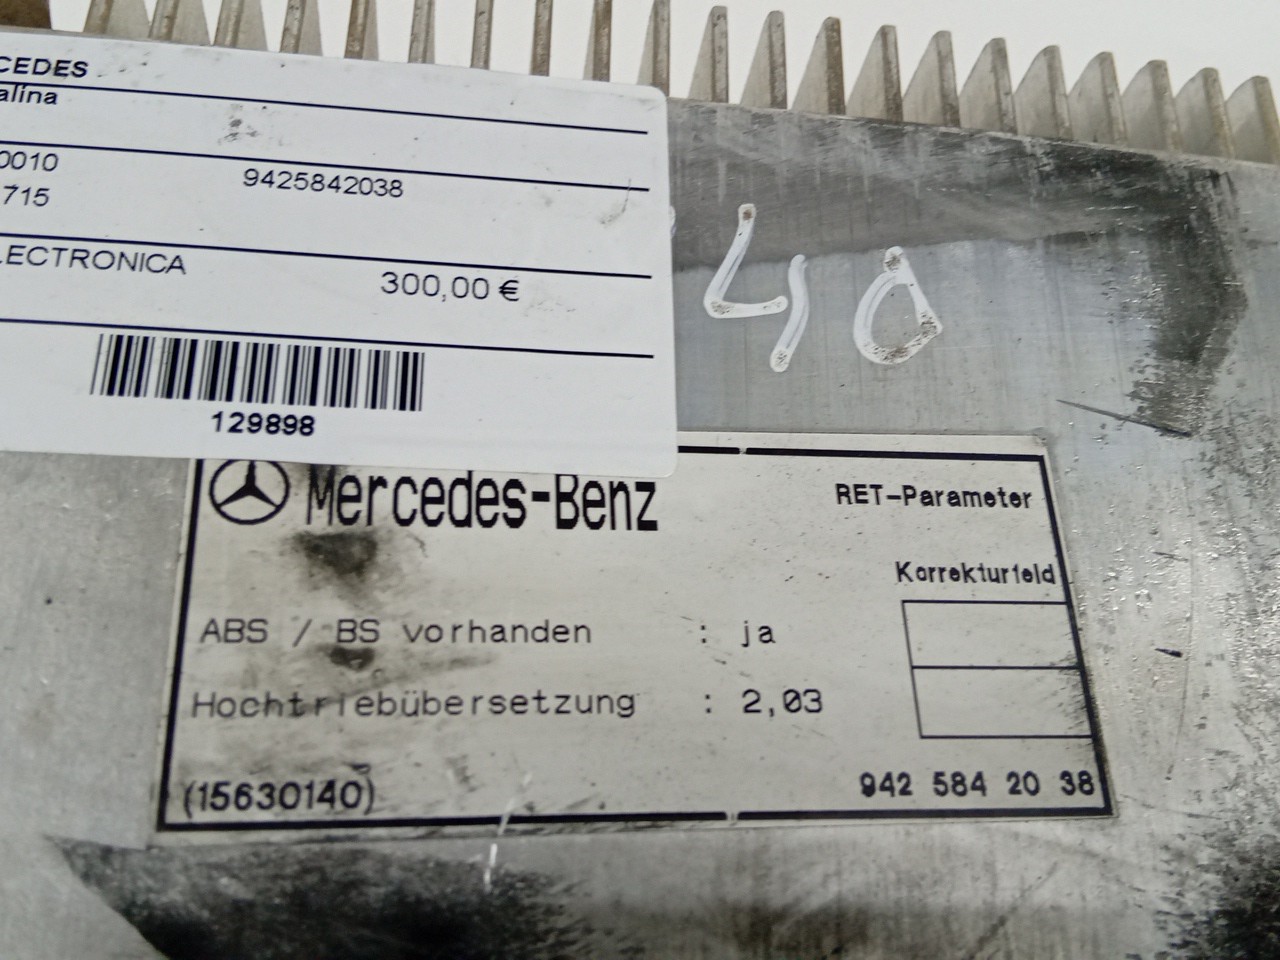 CEDES
alina
0010 9425842038
715
LECTRONICA 300,00 €
129898
40
Mercedes-Benz RET-Parameter
Korrekturfeld
ABS / BS vorhanden : ja
Hochtriebübersetzung : 2,03
(15630140) 942 584 20 38